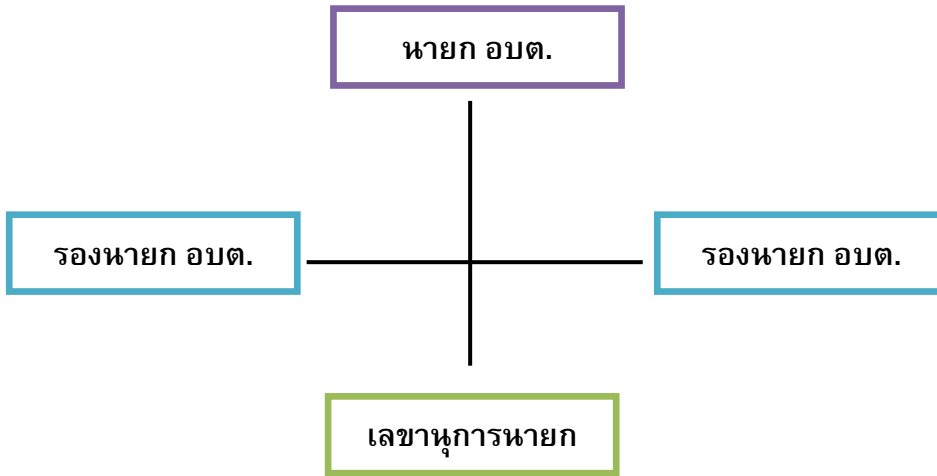 นายก อบต.
รองนายก อบต.
รองนายก อบต.
เลขานุการนายก